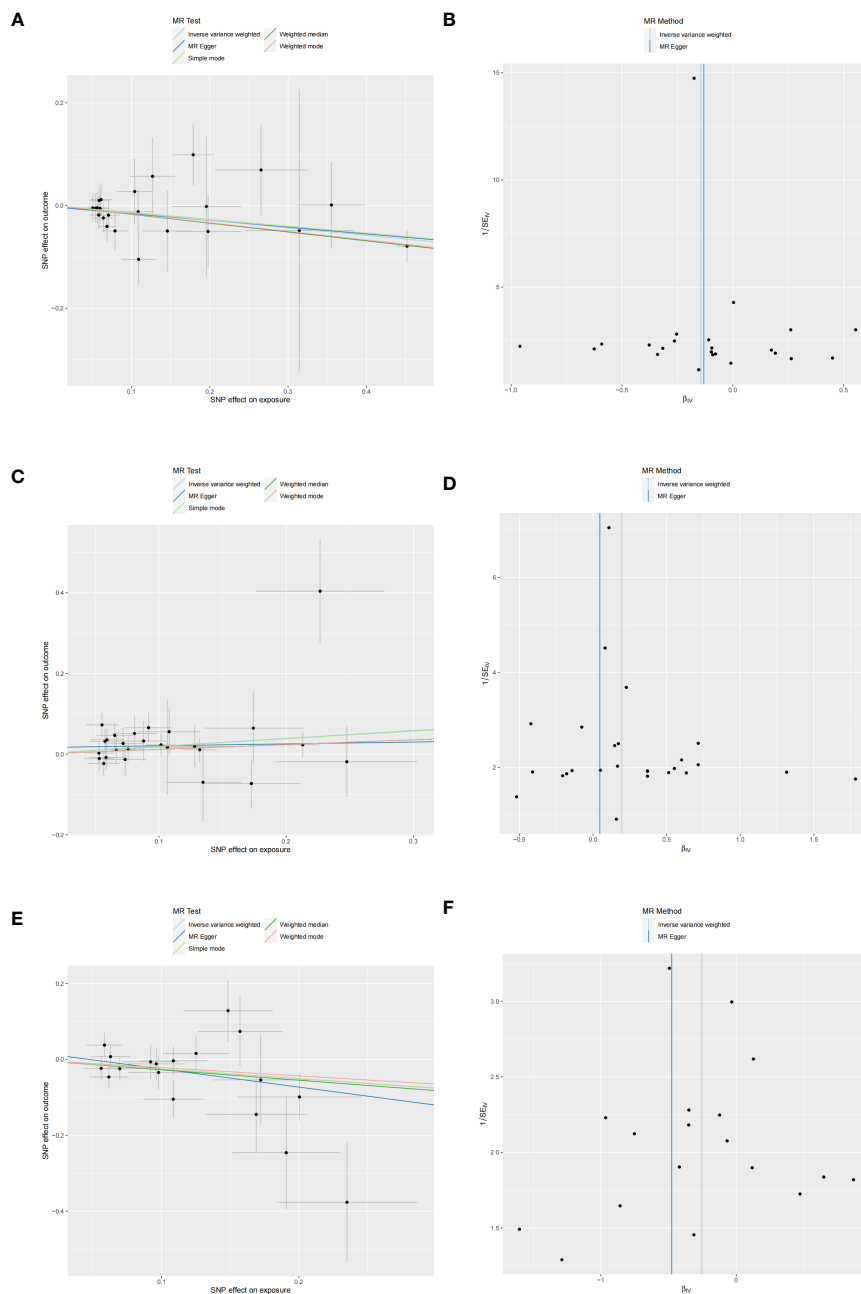 A
MR Test
Inverse variance weighted
Weighted median
MR Egger
Weighted mode
Simple mode
0.2
0.0
−0.2
SNP effect on outcome
0.1
0.2
0.3
0.4
SNP effect on exposure
B
MR Method
Inverse variance weighted
MR Egger
15
10
5
1/SEIV
−1.0
−0.5
0.0
0.5
βIV
C
MR Test
Inverse variance weighted
Weighted median
MR Egger
Weighted mode
Simple mode
0.4
0.2
0.0
−0.2
SNP effect on outcome
0.1
0.2
0.3
SNP effect on exposure
D
MR Method
Inverse variance weighted
MR Egger
6
4
2
1/SEIV
−0.5
0.0
0.5
1.0
1.5
βIV
E
MR Test
Inverse variance weighted
Weighted median
MR Egger
Weighted mode
Simple mode
0.2
0.0
−0.2
−0.4
SNP effect on outcome
0.1
0.2
SNP effect on exposure
F
MR Method
Inverse variance weighted
MR Egger
3.0
2.5
2.0
1.5
1/SEIV
−1
0
βIV